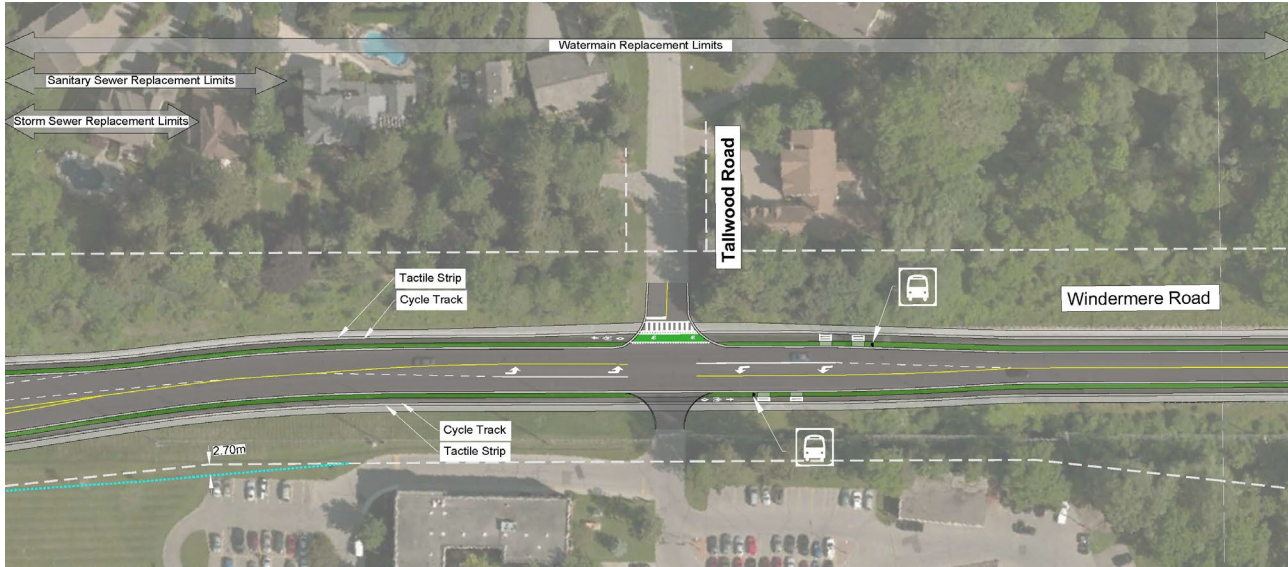 Watermain Replacement Limits
Sanitary Sewer Replacement Limits
Storm Sewer Replacement Limits
Tallwood Road
Tactile Strip
Cycle Track
Windermere Road
Cycle Track
Tactile Strip
2.70m